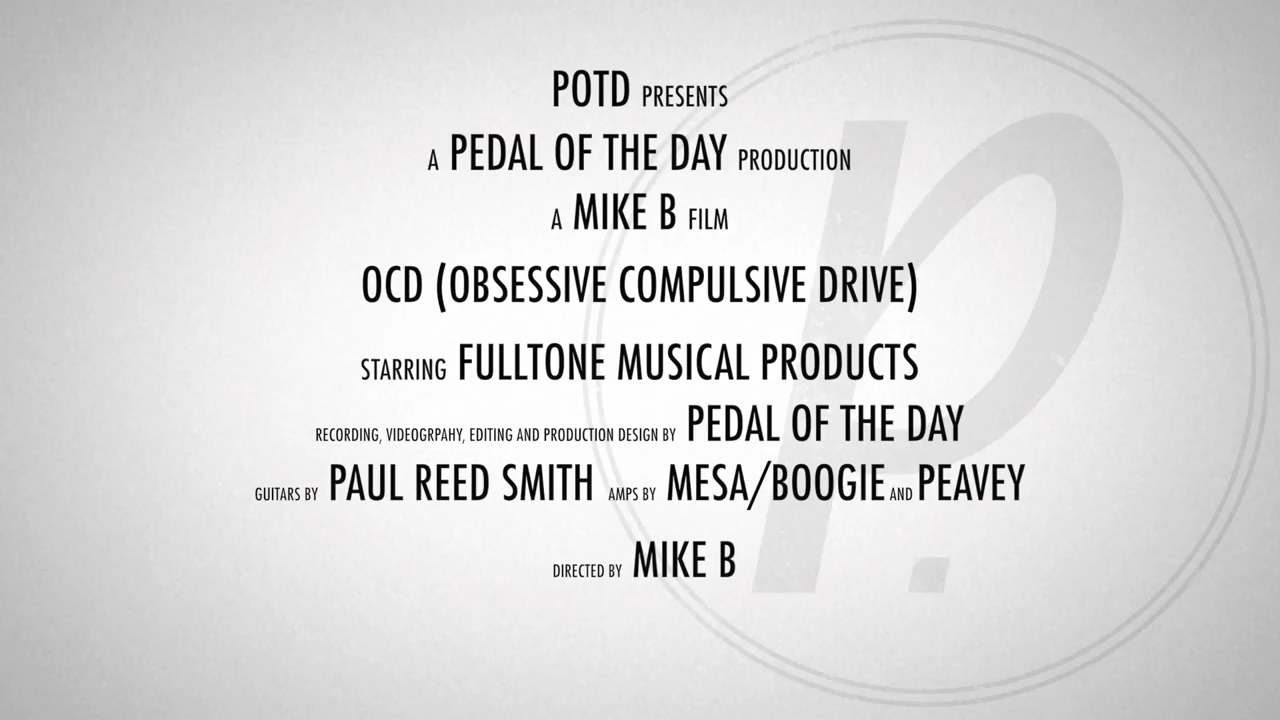 POTD PRESENTS
A PEDAL OF THE DAY PRODUCTION
A MIKE B FILM
OCD (OBSESSIVE COMPULSIVE DRIVE)
STARRING FULLTONE MUSICAL PRODUCTS
RECORDING, VIDEOGRPAHY, EDITING AND PRODUCTION DESIGN BY PEDAL OF THE DAY
GUITARS BY PAUL REED SMITH AMPS BY MESA/BOOGIE AND PEAVEY
DIRECTED BY MIKE B
p.